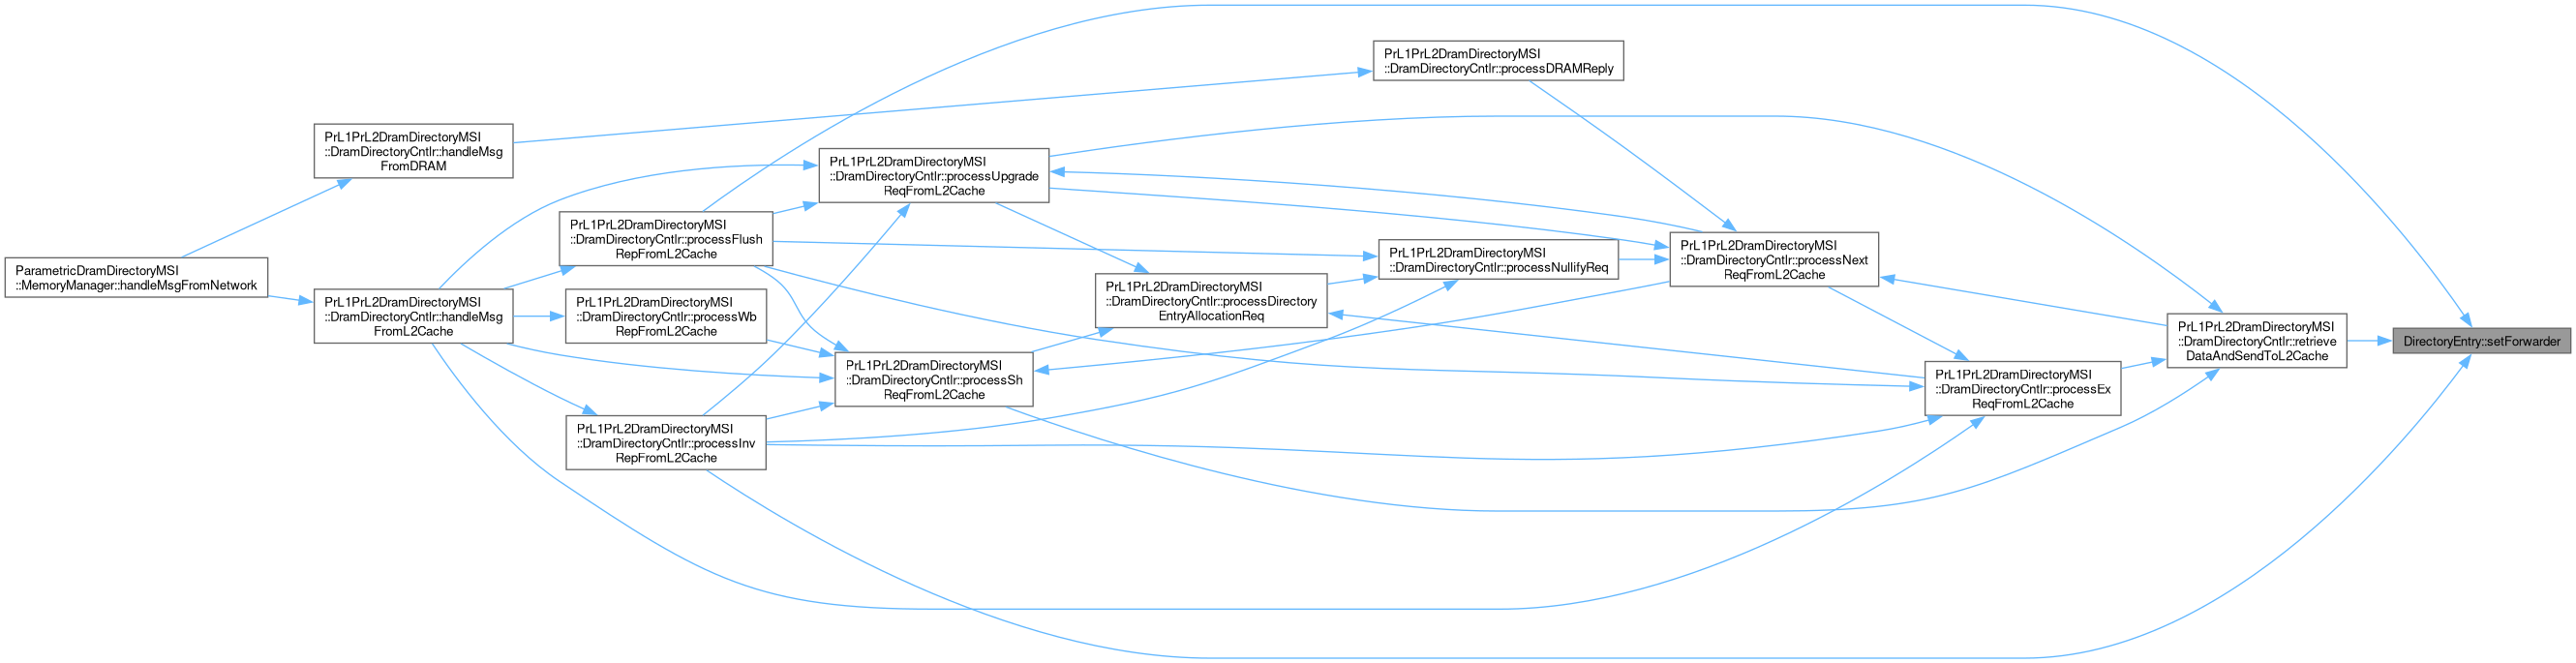 PrL1PrL2DramDirectoryMSI
::DramDirectoryCntlr::processDRAMReply
PrL1PrL2DramDirectoryMSI
::DramDirectoryCntlr::handleMsg
FromDRAM
PrL1PrL2DramDirectoryMSI
::DramDirectoryCntlr::processUpgrade
ReqFromL2Cache
PrL1PrL2DramDirectoryMSI
::DramDirectoryCntlr::processFlush
RepFromL2Cache
PrL1PrL2DramDirectoryMSI
::DramDirectoryCntlr::processNullifyReq
PrL1PrL2DramDirectoryMSI
::DramDirectoryCntlr::processNext
ReqFromL2Cache
ParametricDramDirectoryMSI
::MemoryManager::handleMsgFromNetwork
PrL1PrL2DramDirectoryMSI
::DramDirectoryCntlr::processDirectory
EntryAllocationReq
PrL1PrL2DramDirectoryMSI
::DramDirectoryCntlr::handleMsg
FromL2Cache
PrL1PrL2DramDirectoryMSI
::DramDirectoryCntlr::processWb
RepFromL2Cache
PrL1PrL2DramDirectoryMSI
::DramDirectoryCntlr::retrieve
DataAndSendToL2Cache
DirectoryEntry::setForwarder
PrL1PrL2DramDirectoryMSI
::DramDirectoryCntlr::processSh
ReqFromL2Cache
PrL1PrL2DramDirectoryMSI
::DramDirectoryCntlr::processEx
ReqFromL2Cache
PrL1PrL2DramDirectoryMSI
::DramDirectoryCntlr::processInv
RepFromL2Cache